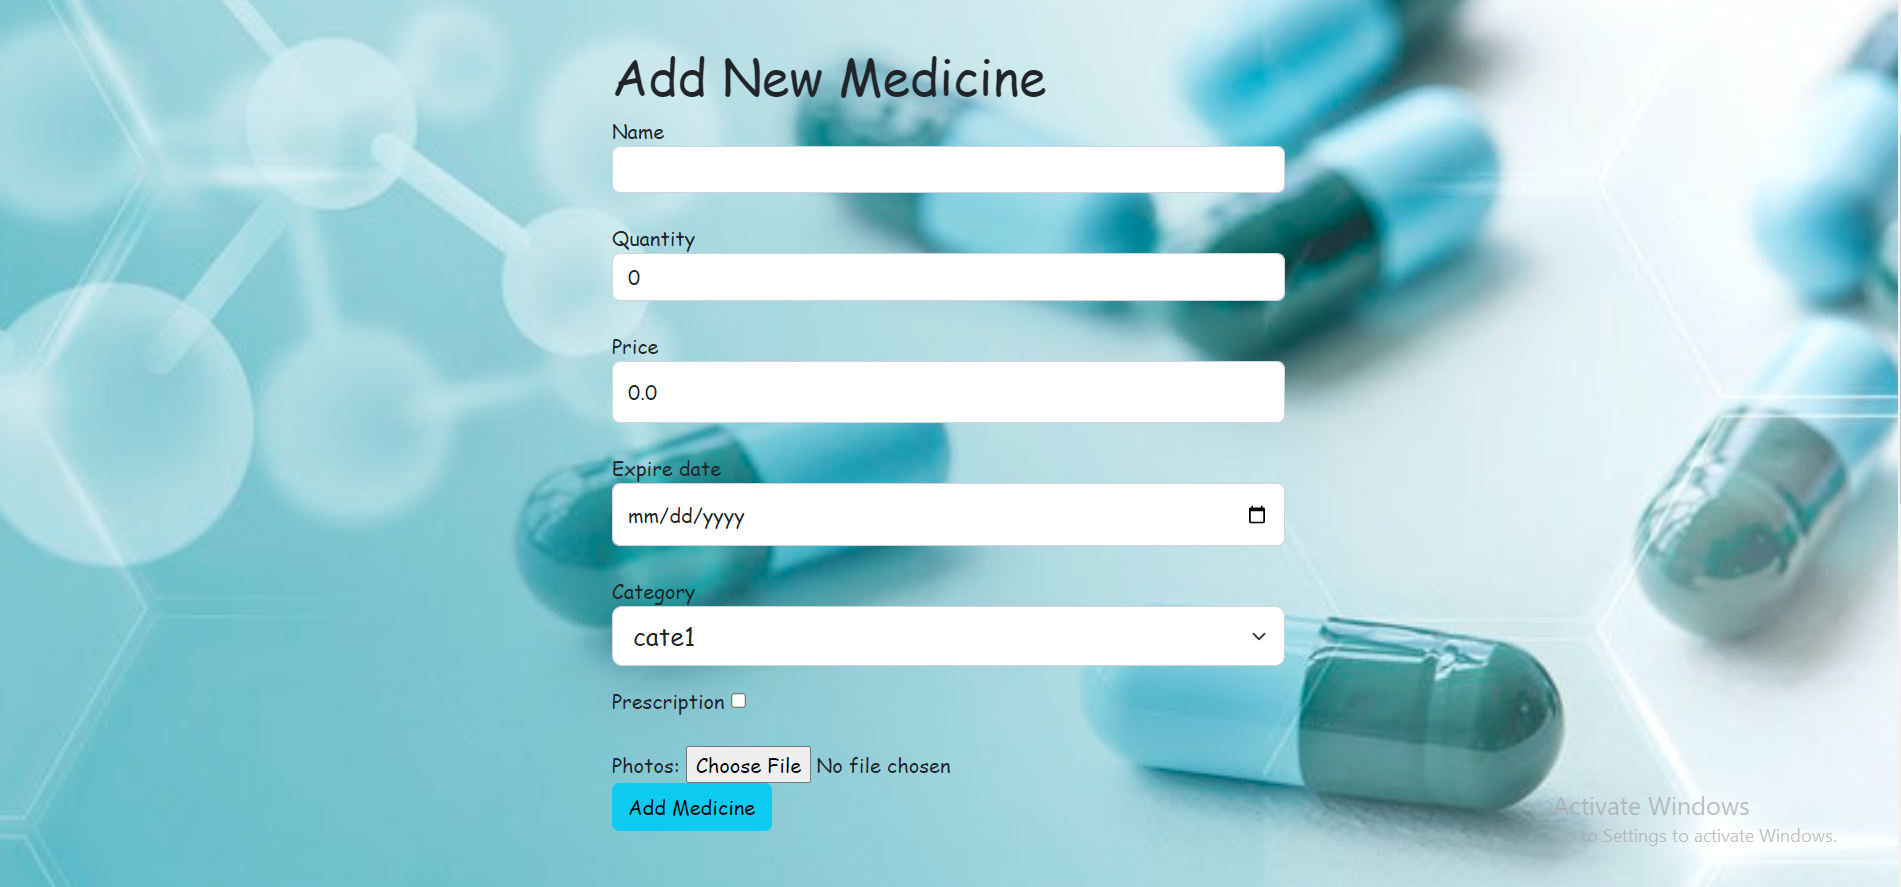 Add New Medicine
Name
Quantity
0
Price
0.0
Expire date
mm/dd/yyyy
Category
cate1
Prescription
Photos: Choose File No file chosen
Add Medicine
Activate Windows
to Settings to activate Windows.